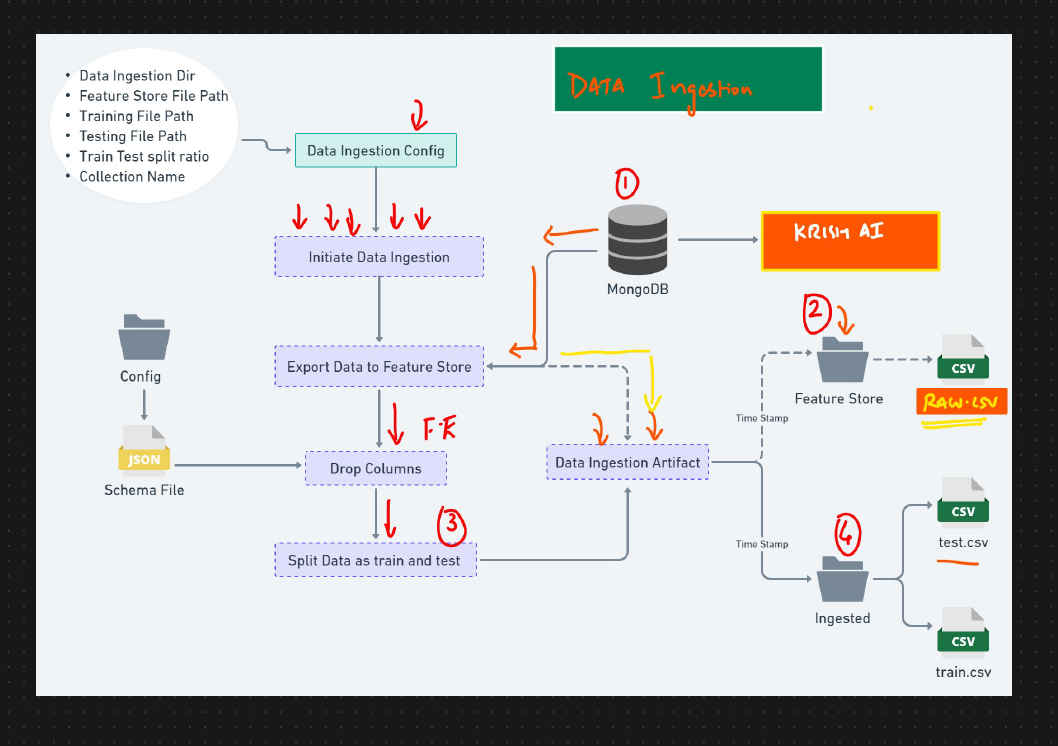 DATA Ingestion
• Data Ingestion Dir
• Feature Store File Path
• Training File Path
• Testing File Path
• Train Test split ratio
• Collection Name
Data Ingestion Config
1
KRISH AI
Initiate Data Ingestion
MongoDB
2
Config
Export Data to Feature Store
Feature Store
CSV
RAW.CSV
Time Stamp
F.E
JSON
Schema File
Drop Columns
Data Ingestion Artifact
3
Split Data as train and test
Time Stamp
4
Ingested
CSV
test.csv
CSV
train.csv